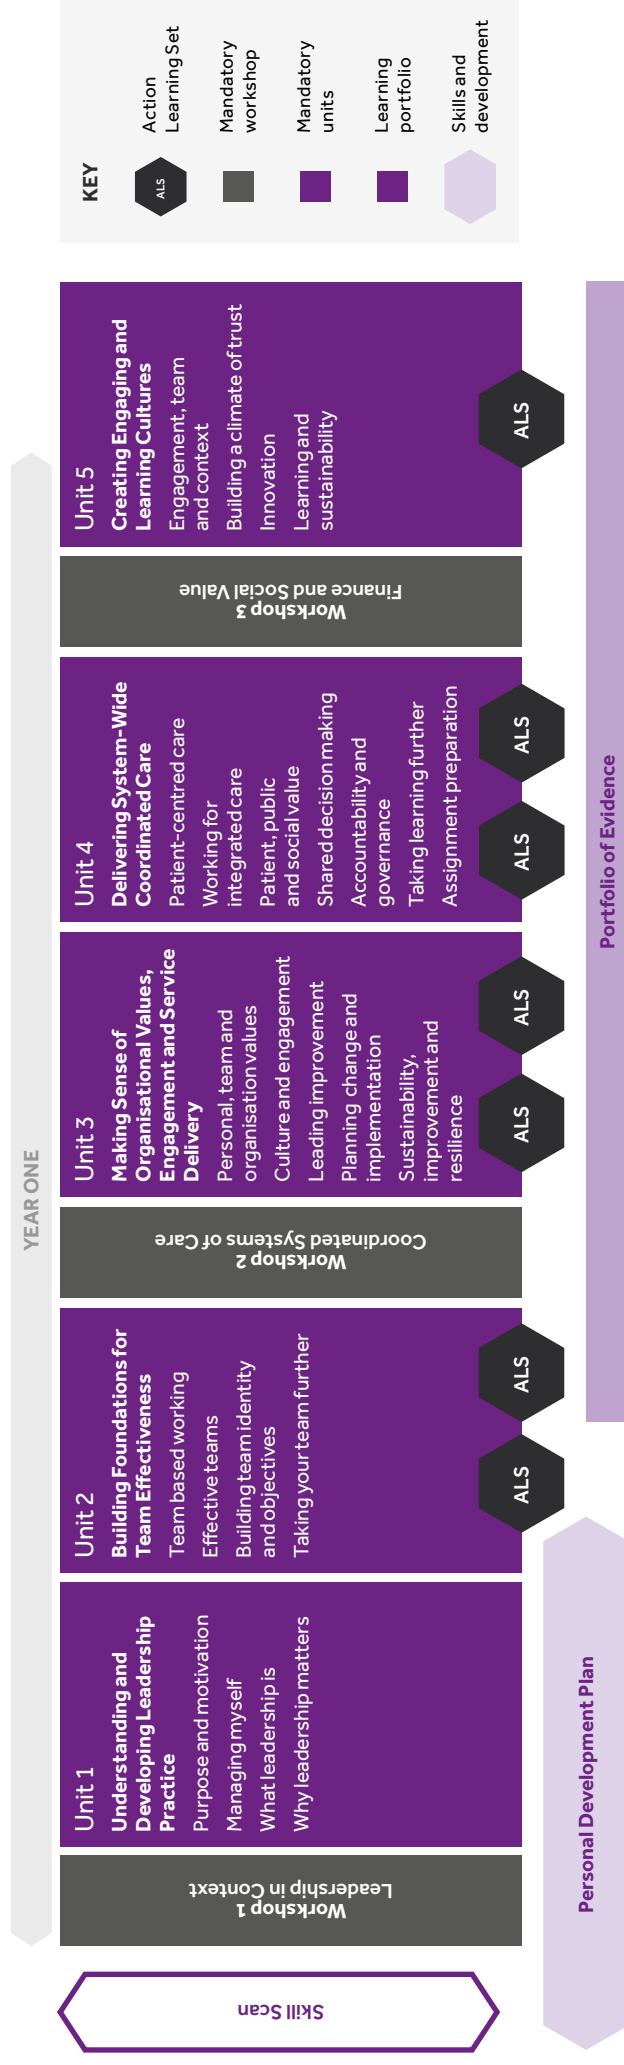 YEAR ONE
Skill Scan
Workshop 1
Leadership in Context
Unit 1
Understanding and
Developing Leadership
Practice
Purpose and motivation
Managing myself
What leadership is
Why leadership matters
Unit 2
Building Foundations for
Team Effectiveness
Team based working
Effective teams
Building team identity
and objectives
Taking your team further
ALS
ALS
Workshop 2
Coordinated Systems of Care
Unit 3
Making Sense of
Organisational Values,
Engagement and Service
Delivery
Personal, team and
organisation values
Culture and engagement
Leading improvement
Planning change and
implementation
Sustainability,
improvement and
resilience
ALS
ALS
Unit 4
Delivering System-Wide
Coordinated Care
Patient-centred care
Working for
integrated care
Patient, public
and social value
Shared decision making
Accountability and
governance
Taking learning further
Assignment preparation
ALS
ALS
Workshop 3
Finance and Social Value
Unit 5
Creating Engaging and
Learning Cultures
Engagement, team
and context
Building a climate of trust
Innovation
Learning and
sustainability
ALS
Personal Development Plan
Portfolio of Evidence
KEY
ALS
Action
Learning Set
Mandatory
workshop
Mandatory
units
Learning
portfolio
Skills and
development